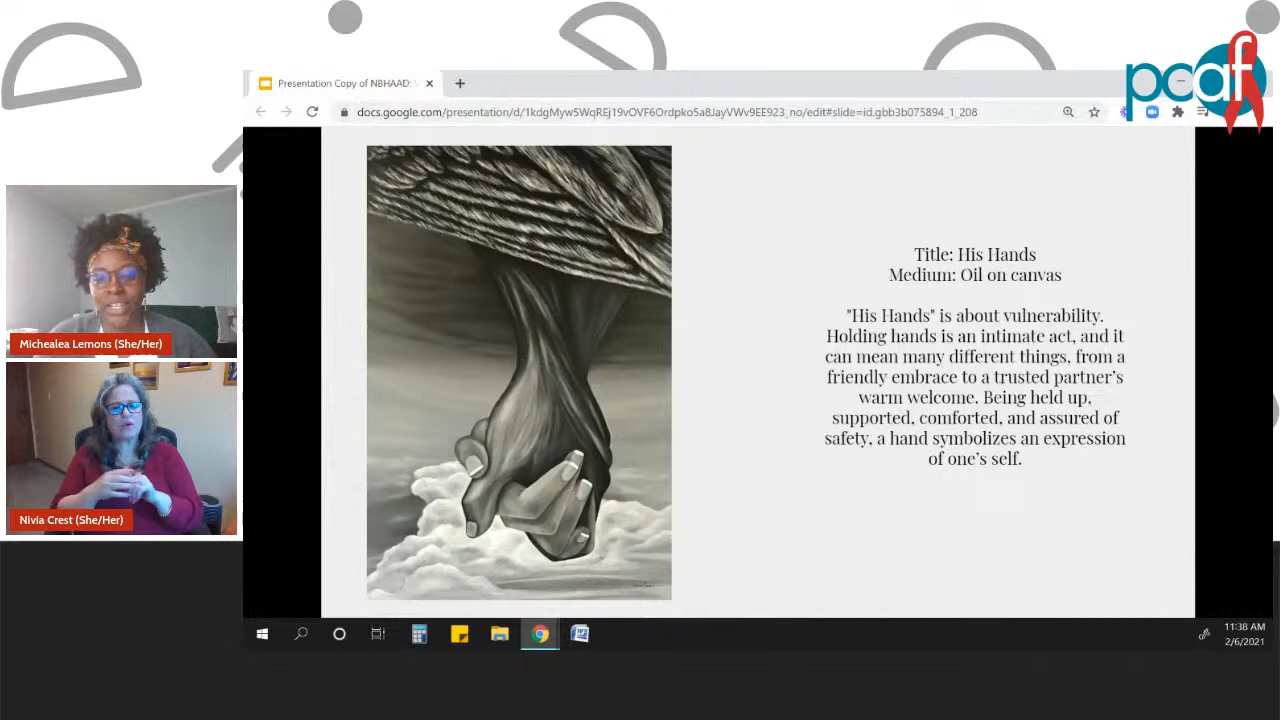 pcaf
Presentation Copy of NBHAAD:
docs.google.com/presentation/d/1kdgMyw5WqREj19vOVF6Ordpko5a8JayVWv9EE923_no/edit#slide=id.gbb3b075894_1_208
Title: His Hands
Medium: Oil on canvas
"His Hands" is about vulnerability.
Holding hands is an intimate act, and it
can mean many different things, from a
friendly embrace to a trusted partner’s
warm welcome. Being held up,
supported, comforted, and assured of
safety, a hand symbolizes an expression
of one’s self.
Michealea Lemons (She/Her)
Nivia Crest (She/Her)
11:38 AM
2/6/2021